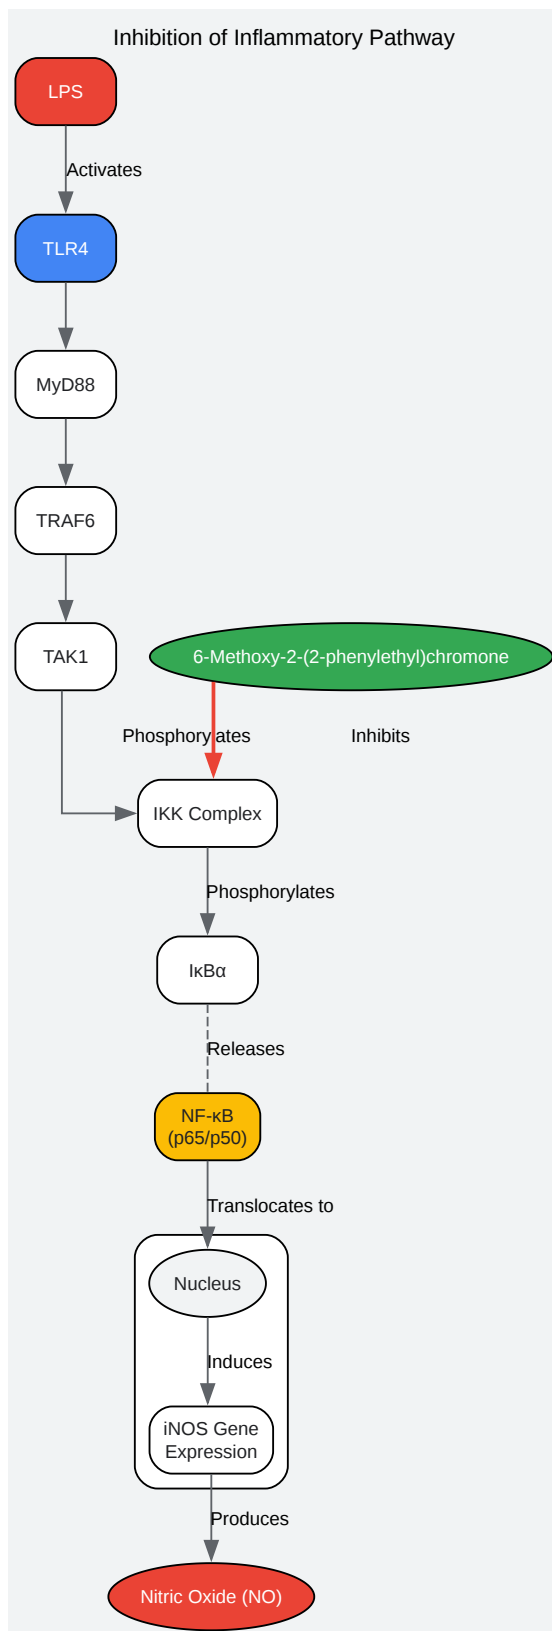 Inhibition of Inflammatory Pathway
LPS
Activates
TLR4
MyD88
TRAF6
TAK1
6-Methoxy-2-(2-phenylethyl)chromone
Phosphorylates
Inhibits
IKK Complex
Phosphorylates
IκBα
Releases
NF-κB
(p65/p50)
Translocates to
Nucleus
Induces
iNOS Gene
Expression
Produces
Nitric Oxide (NO)